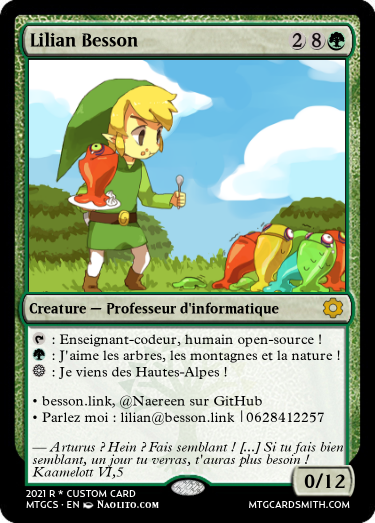 Lilian Besson 2 8
Creature — Professeur d'informatique
: Enseignant-codeur, humain open-source !
: J'aime les arbres, les montagnes et la nature !
: Je viens des Hautes-Alpes !
• besson.link, @Naereen sur GitHub
• Parlez moi : lilian@besson.link | 0628412257
— Arturus ? Hein ? Fais semblant ! [...] Si tu fais bien
semblant, un jour tu verras, t'auras plus besoin !
Kaamelott VI,5
0/12
2021 R * CUSTOM CARD
MTGCS • EN NAOLITO.COM
MTGCARDSMITH.COM